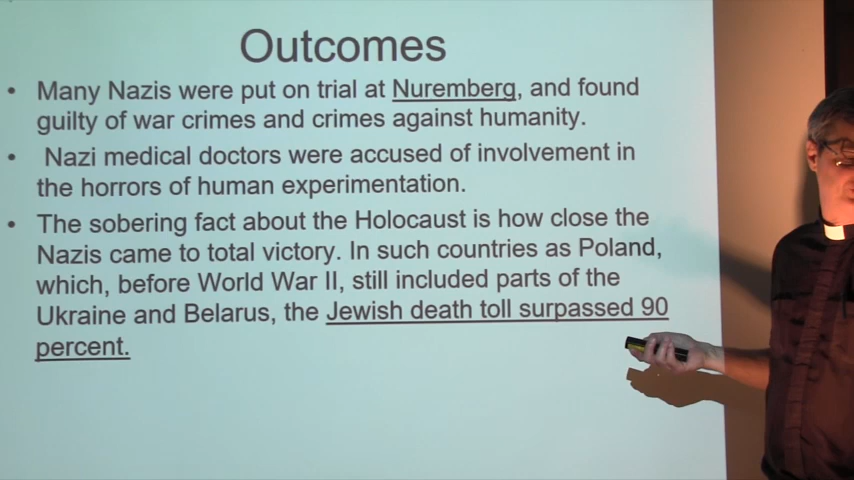 Outcomes
• Many Nazis were put on trial at Nuremberg, and found
guilty of war crimes and crimes against humanity.
• Nazi medical doctors were accused of involvement in
the horrors of human experimentation.
• The sobering fact about the Holocaust is how close the
Nazis came to total victory. In such countries as Poland,
which, before World War II, still included parts of the
Ukraine and Belarus, the Jewish death toll surpassed 90
percent.